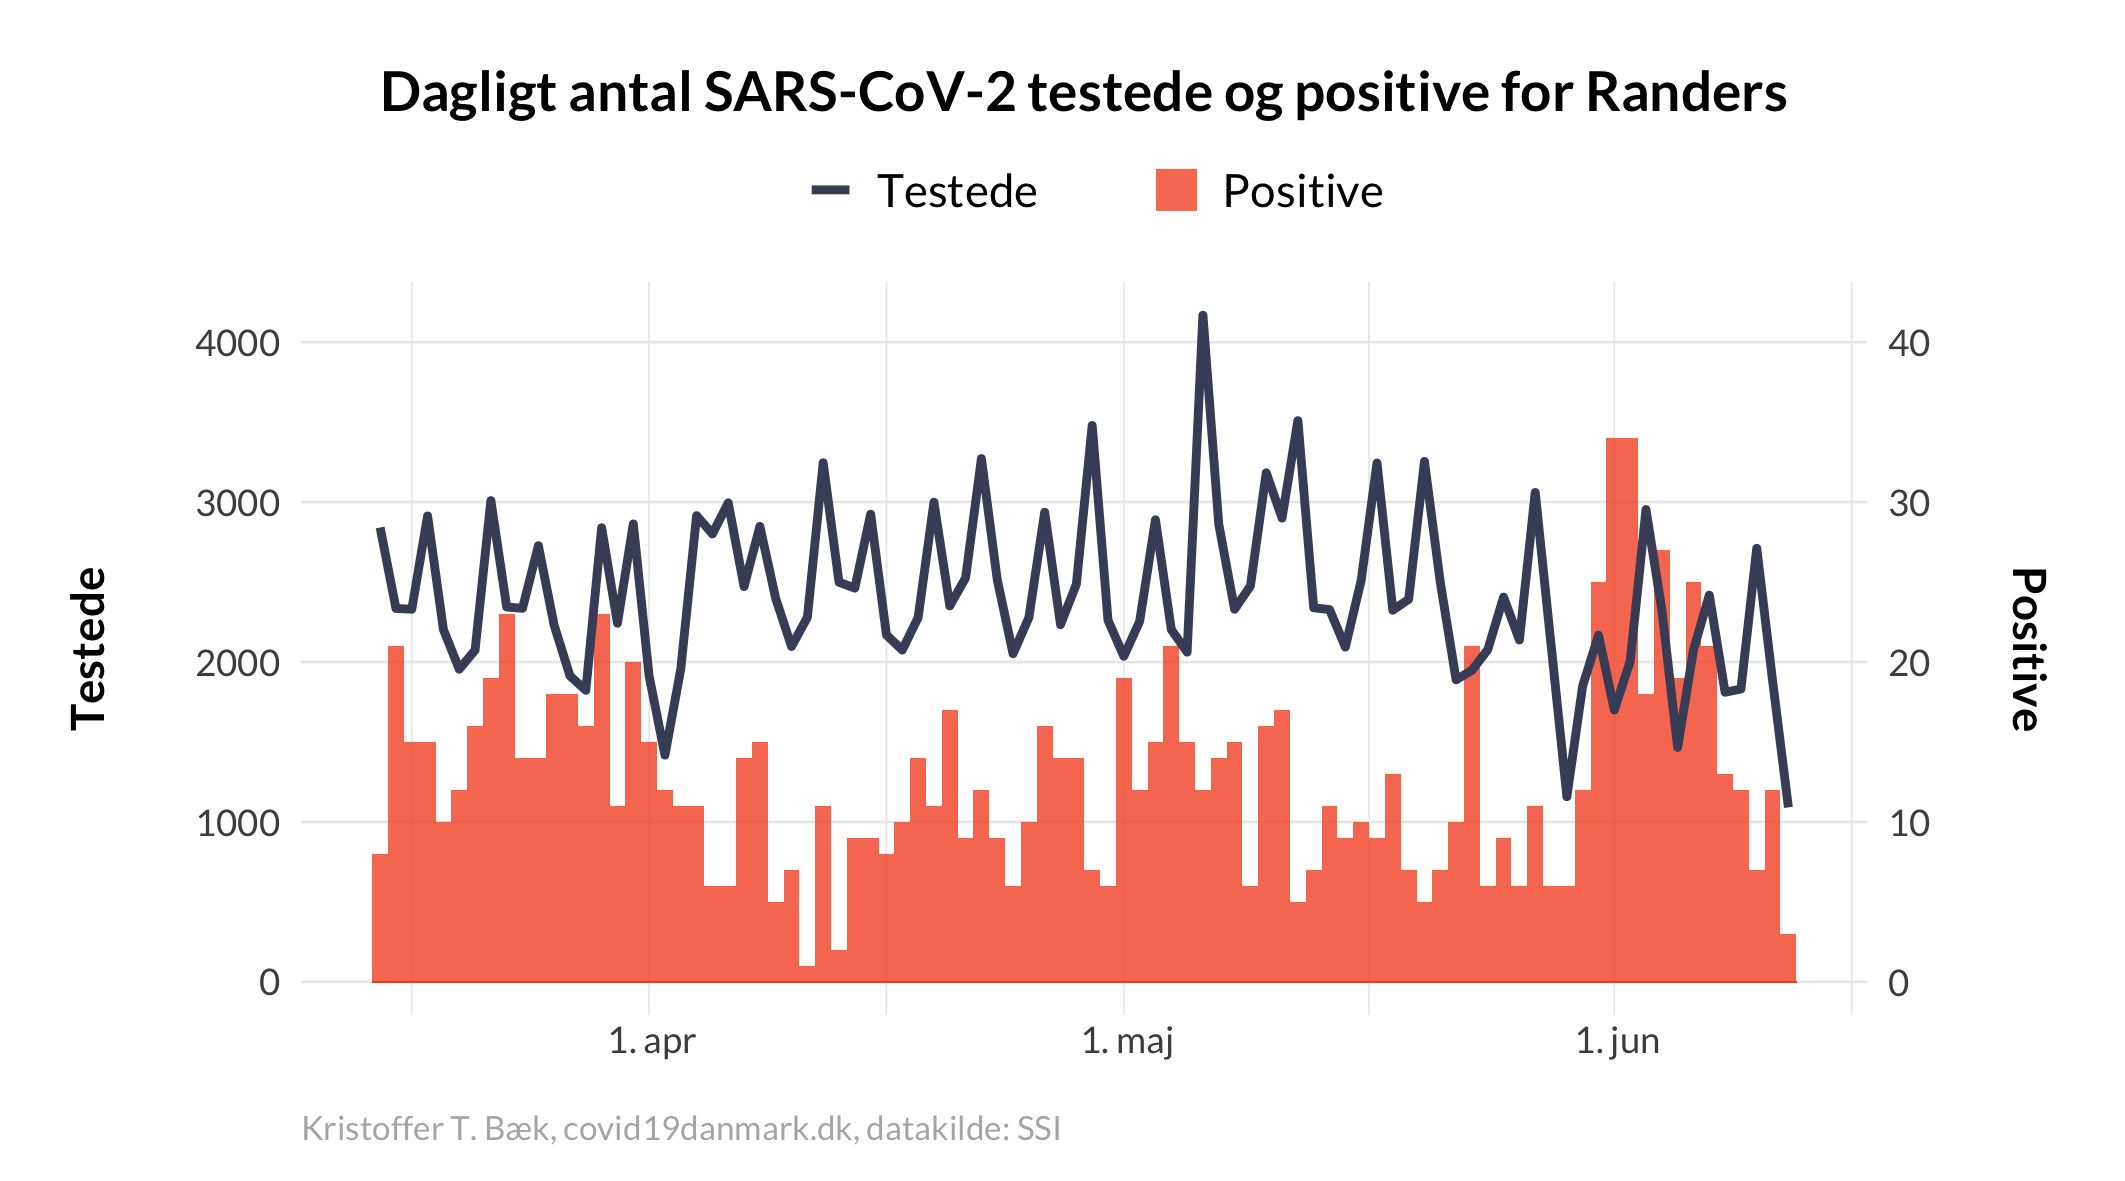 Dagligt antal SARS-CoV-2 testede og positive for Randers
Testede
Positive
4000
3000
2000
1000
0
Testede
40
30
20
10
0
Positive
1. apr
1. maj
1. jun
Kristoffer T. Bæk, covid19danmark.dk, datakilde: SSI